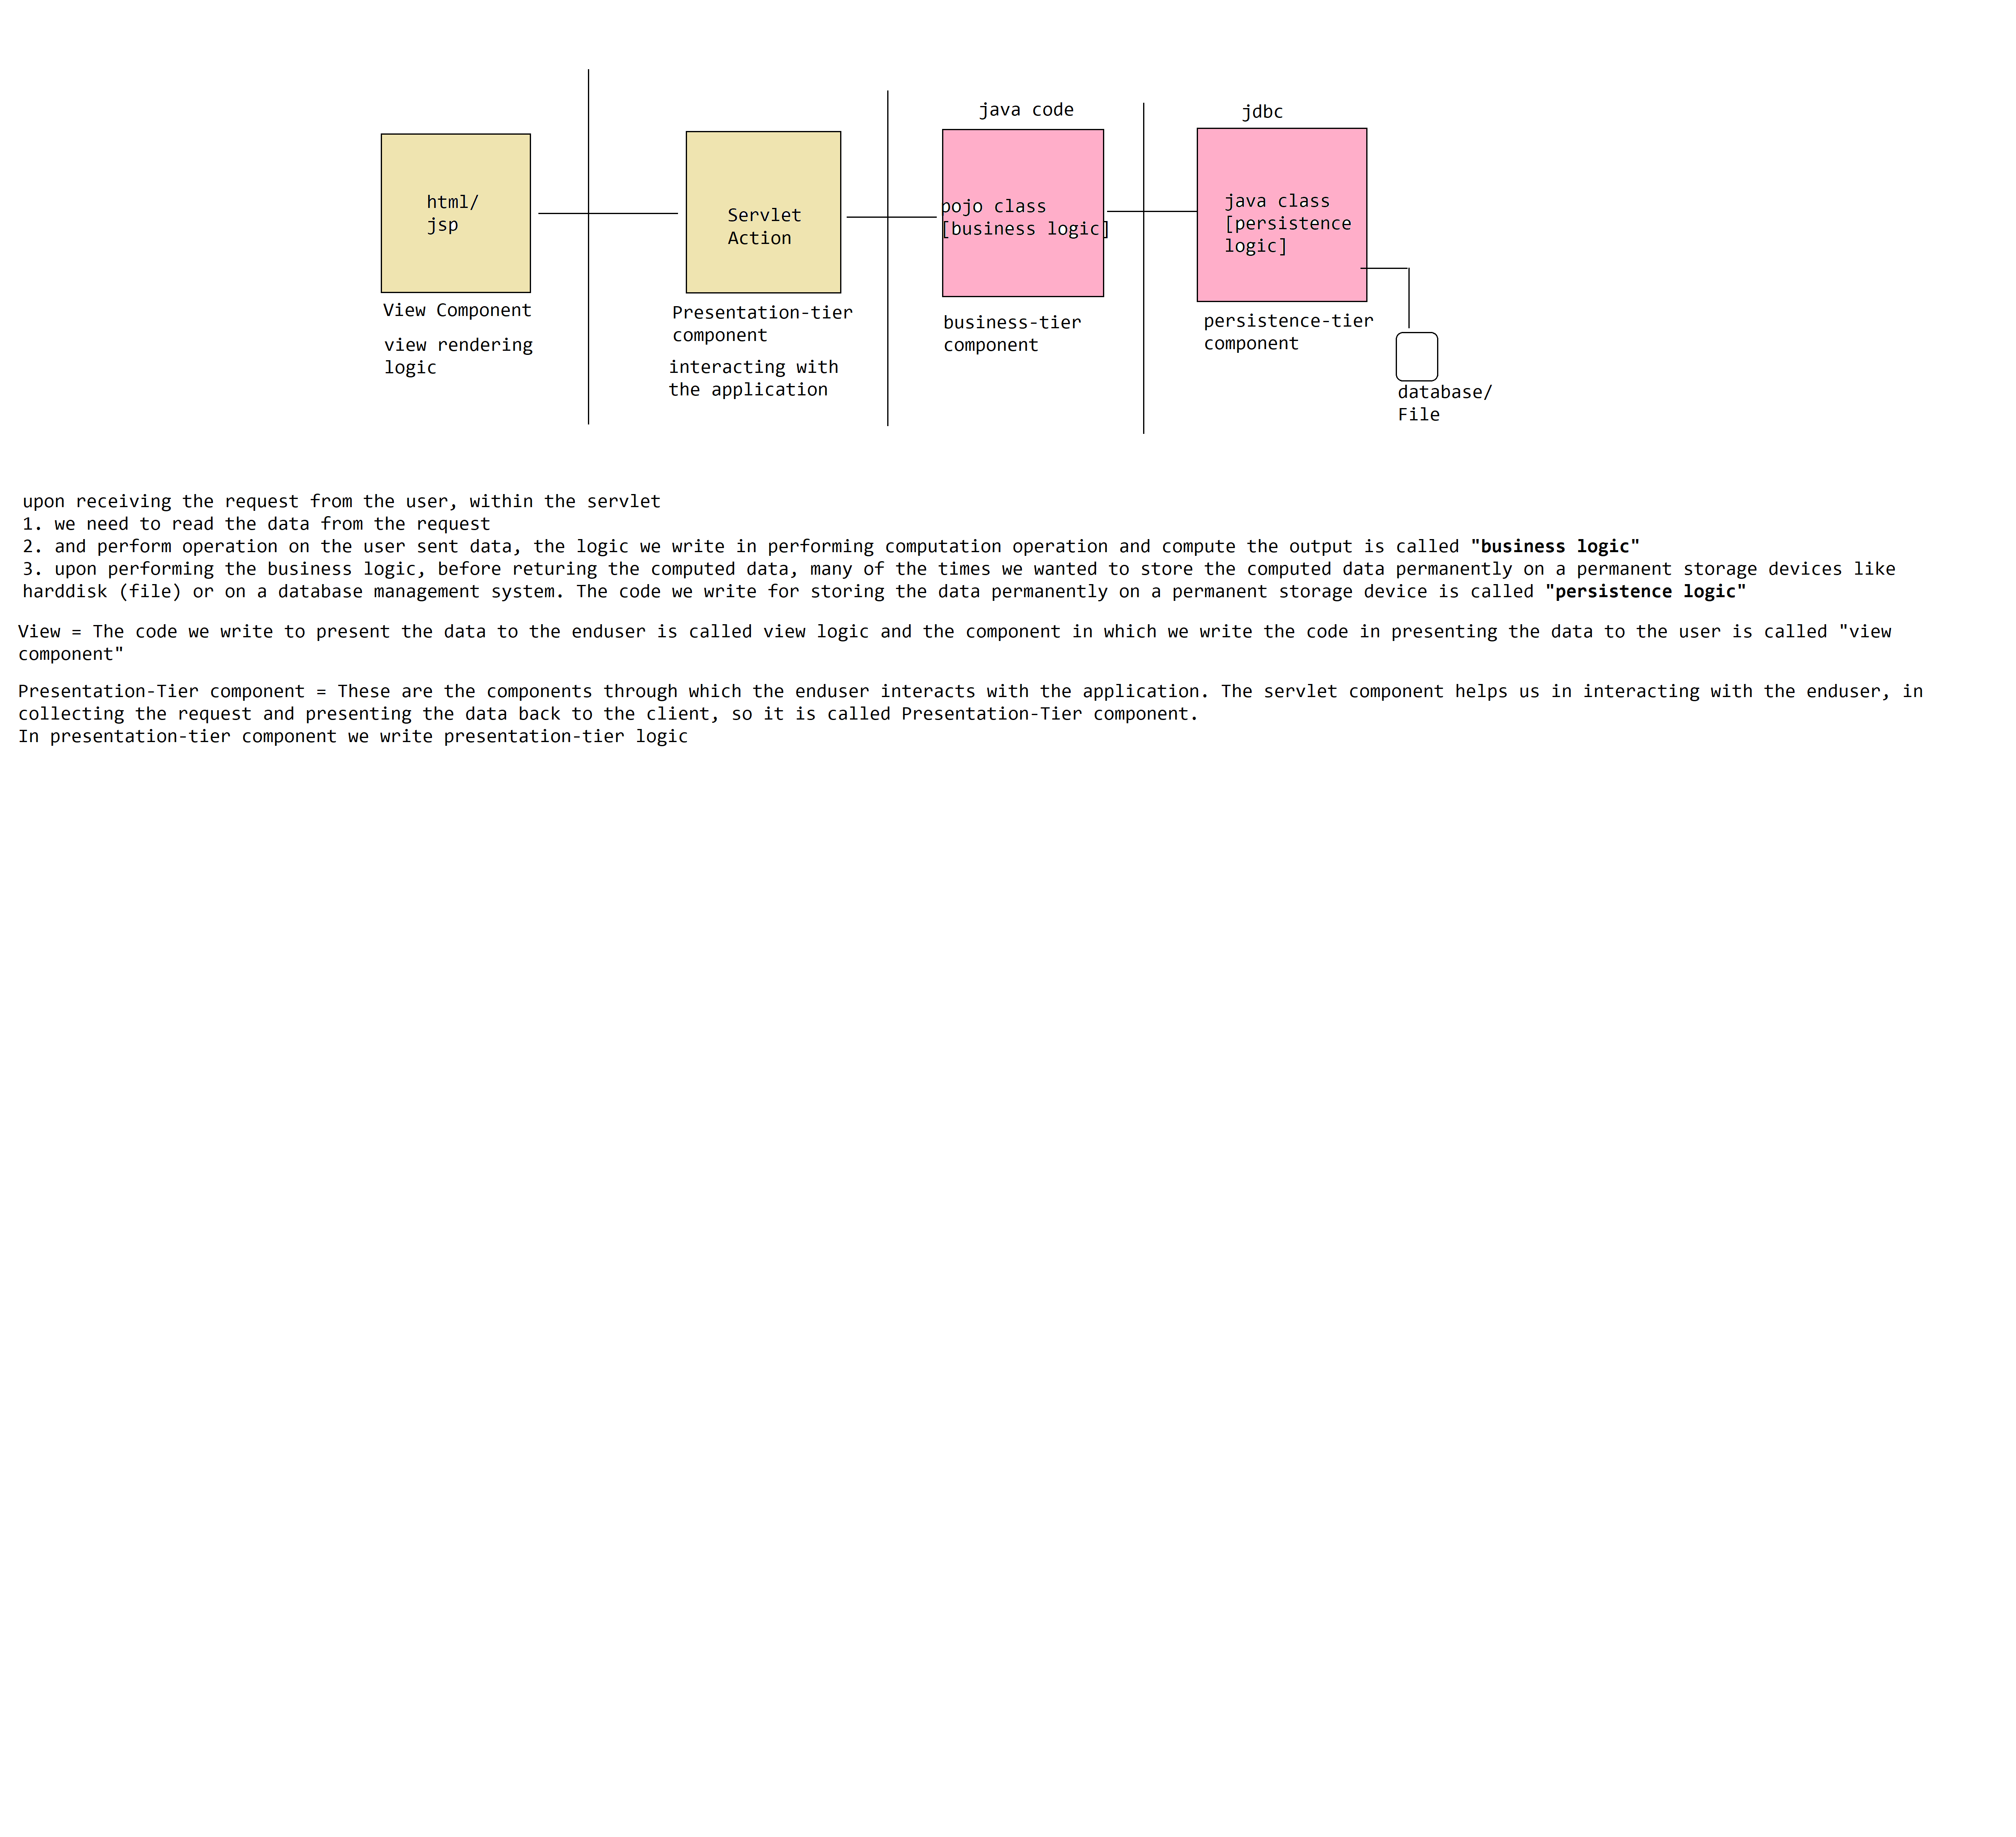 java code
jdbc
html/
jsp
Servlet
Action
pojo class
[business logic]
java class
[persistence
logic]
View Component
view rendering
logic
Presentation-tier
component
interacting with
the application
business-tier
component
persistence-tier
component
database/
File
upon receiving the request from the user, within the servlet
1. we need to read the data from the request
2. and perform operation on the user sent data, the logic we write in performing computation operation and compute the output is called "business logic"
3. upon performing the business logic, before returing the computed data, many of the times we wanted to store the computed data permanently on a permanent storage devices like
harddisk (file) or on a database management system. The code we write for storing the data permanently on a permanent storage device is called "persistence logic"
View = The code we write to present the data to the enduser is called view logic and the component in which we write the code in presenting the data to the user is called "view
component"
Presentation-Tier component = These are the components through which the enduser interacts with the application. The servlet component helps us in interacting with the enduser, in
collecting the request and presenting the data back to the client, so it is called Presentation-Tier component.
In presentation-tier component we write presentation-tier logic